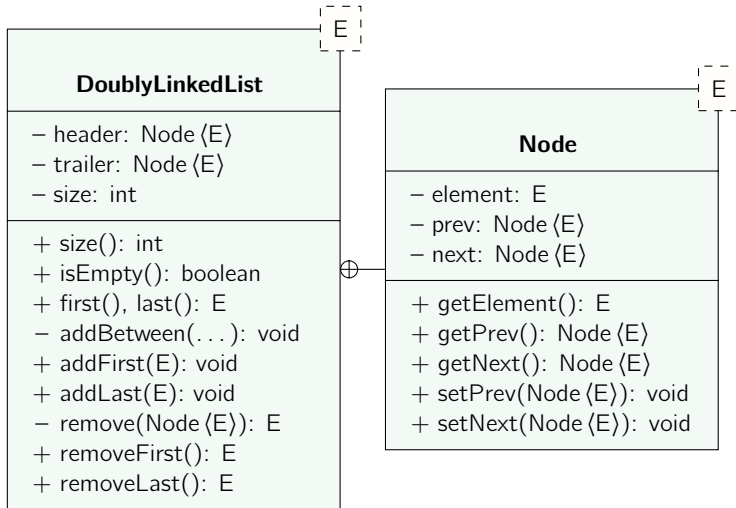 E
DoublyLinkedList
– header: Node⟨E⟩
– trailer: Node⟨E⟩
– size: int
+ size(): int
+ isEmpty(): boolean
+ first(), last(): E
– addBetween(...): void
+ addFirst(E): void
+ addLast(E): void
– remove(Node⟨E⟩): E
+ removeFirst(): E
+ removeLast(): E
E
Node
– element: E
– prev: Node⟨E⟩
– next: Node⟨E⟩
+ getElement(): E
+ getPrev(): Node⟨E⟩
+ getNext(): Node⟨E⟩
+ setPrev(Node⟨E⟩): void
+ setNext(Node⟨E⟩): void